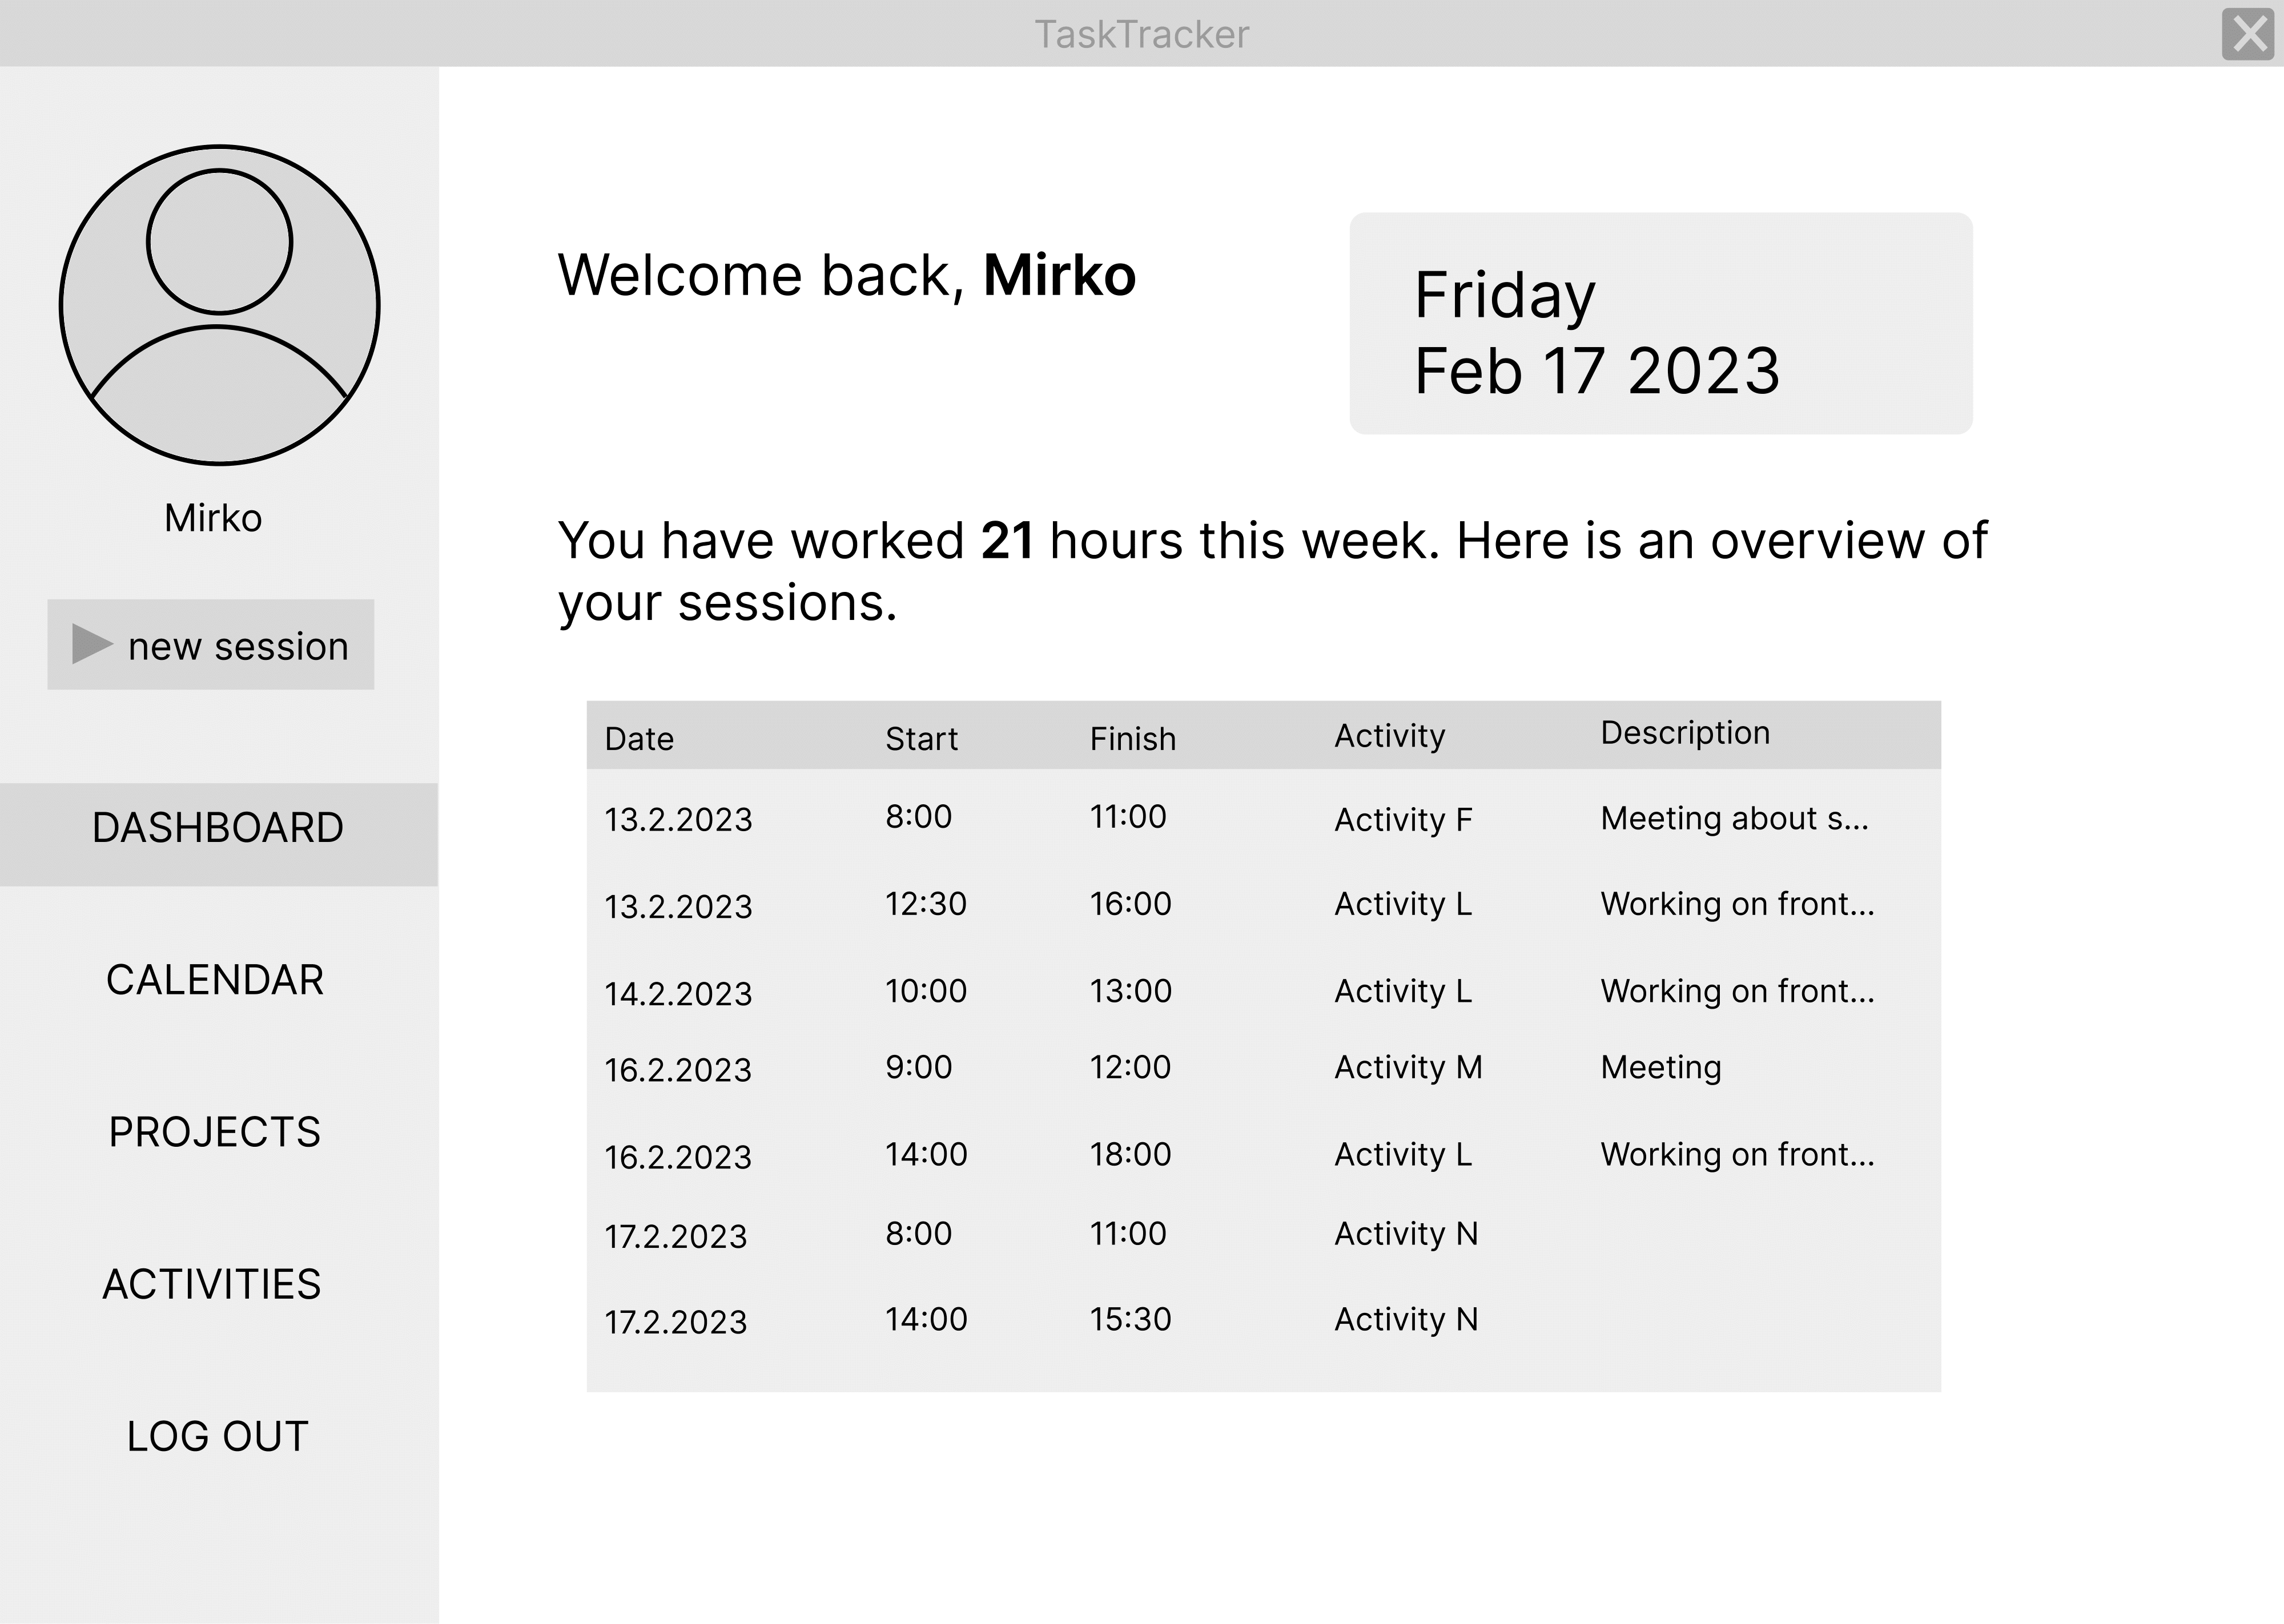 TaskTracker
Mirko
new session
DASHBOARD
CALENDAR
PROJECTS
ACTIVITIES
LOG OUT
Welcome back, Mirko
Friday
Feb 17 2023
You have worked 21 hours this week. Here is an overview of
your sessions.
Date Start Finish Activity Description
13.2.2023 8:00 11:00 Activity F Meeting about s...
13.2.2023 12:30 16:00 Activity L Working on front...
14.2.2023 10:00 13:00 Activity L Working on front...
16.2.2023 9:00 12:00 Activity M Meeting
16.2.2023 14:00 18:00 Activity L Working on front...
17.2.2023 8:00 11:00 Activity N
17.2.2023 14:00 15:30 Activity N